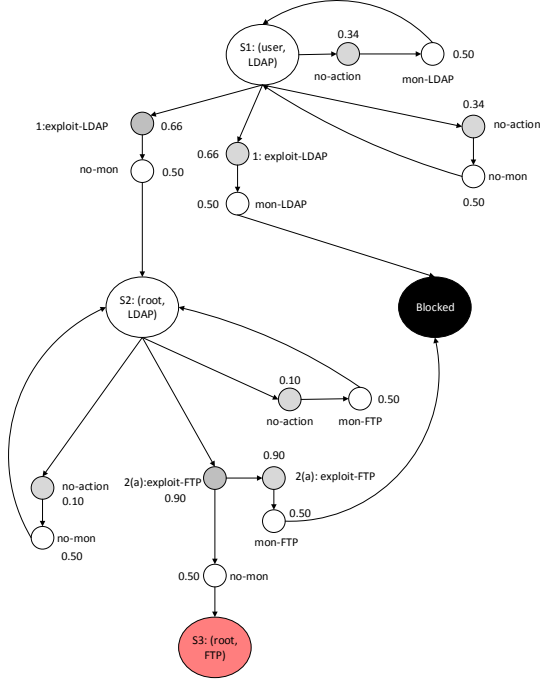 S1: (user,
LDAP)
0.34
no-action
0.50
mon-LDAP
1:exploit-LDAP
0.66
no-mon
0.50
0.66
1: exploit-LDAP
0.50
mon-LDAP
0.34
no-action
no-mon
0.50
S2: (root,
LDAP)
Blocked
0.10
no-action
0.50
mon-FTP
no-action
0.10
no-mon
0.50
2(a):exploit-FTP
0.90
0.90
2(a): exploit-FTP
0.50
mon-FTP
0.50
no-mon
S3: (root,
FTP)